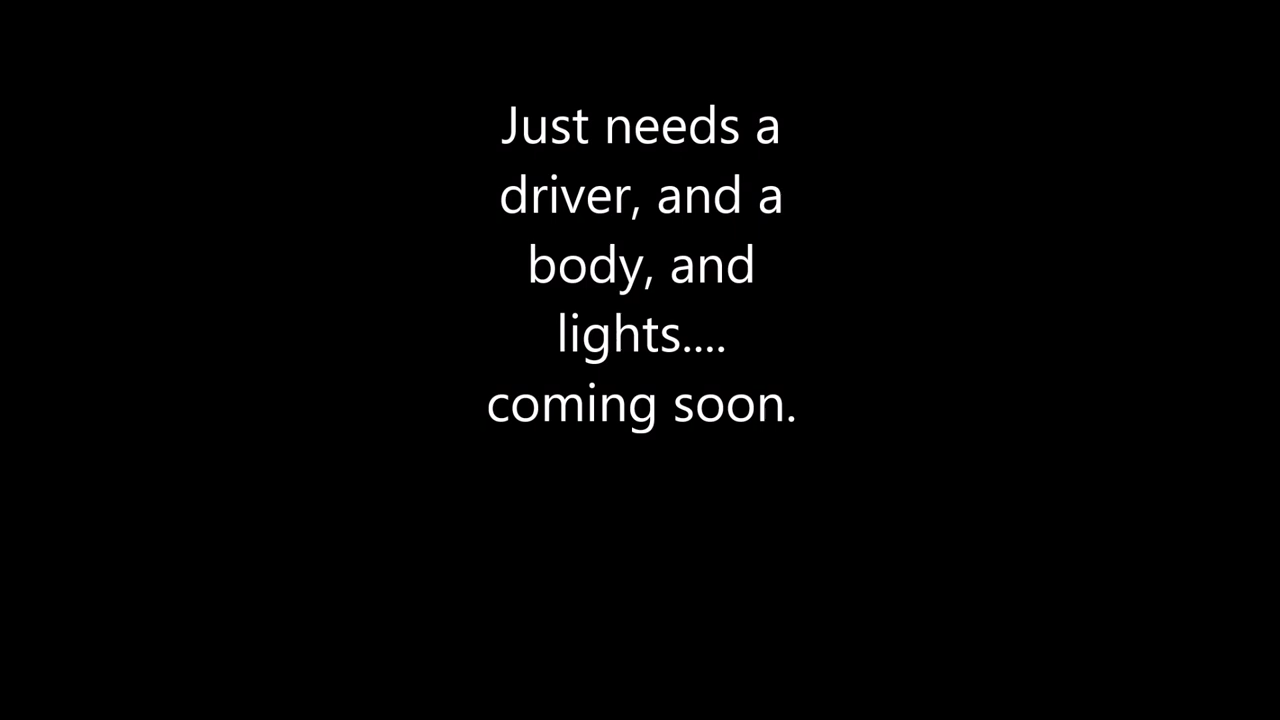 Just needs a
driver, and a
body, and
lights....
coming soon.